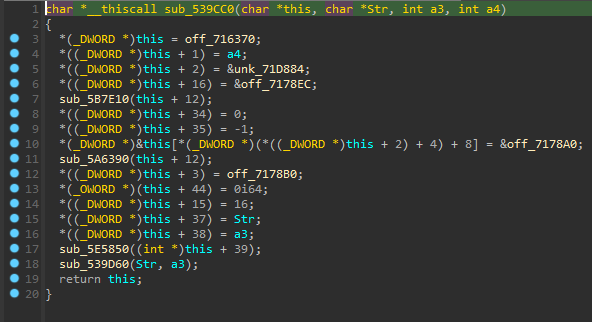 1 char *__thiscall sub_539CC0(char *this, char *Str, int a3, int a4)
2 {
3 *(_DWORD *)this = off_716370;
4 *((_DWORD *)this + 1) = a4;
5 *((_DWORD *)this + 2) = &unk_71D884;
6 *((_DWORD *)this + 16) = &off_7178EC;
7 sub_5B7E10(this + 12);
8 *((_DWORD *)this + 34) = 0;
9 *((_DWORD *)this + 35) = -1;
10 *(_DWORD *)&this[*(_DWORD *)(*((_DWORD *)this + 2) + 4) + 8] = &off_7178A0;
11 sub_5A6390(this + 12);
12 *((_DWORD *)this + 3) = off_7178B0;
13 *(_OWORD *)(this + 44) = 0i64;
14 *((_DWORD *)this + 15) = 16;
15 *((_DWORD *)this + 37) = Str;
16 *((_DWORD *)this + 38) = a3;
17 sub_5E5850((int *)this + 39);
18 sub_539D60(Str, a3);
19 return this;
20 }